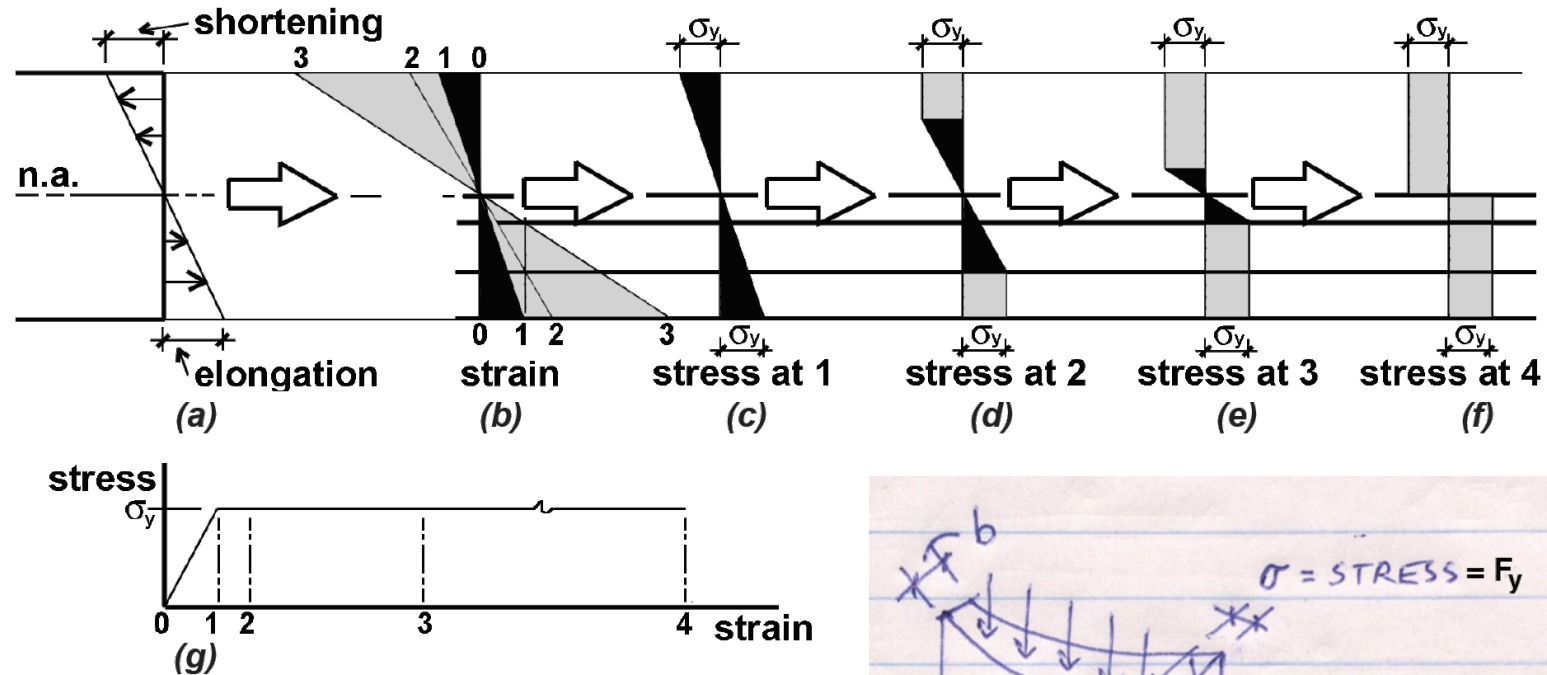 shortening
σy σy σy σy
3 2 1 0
n.a.
0 1 2 3
σy σy σy σy
elongation strain stress at 1 stress at 2 stress at 3 stress at 4
(a) (b) (c) (d) (e) (f)
stress
σy
0 1 2 3 4 strain
(g)
b
σ = STRESS = Fy